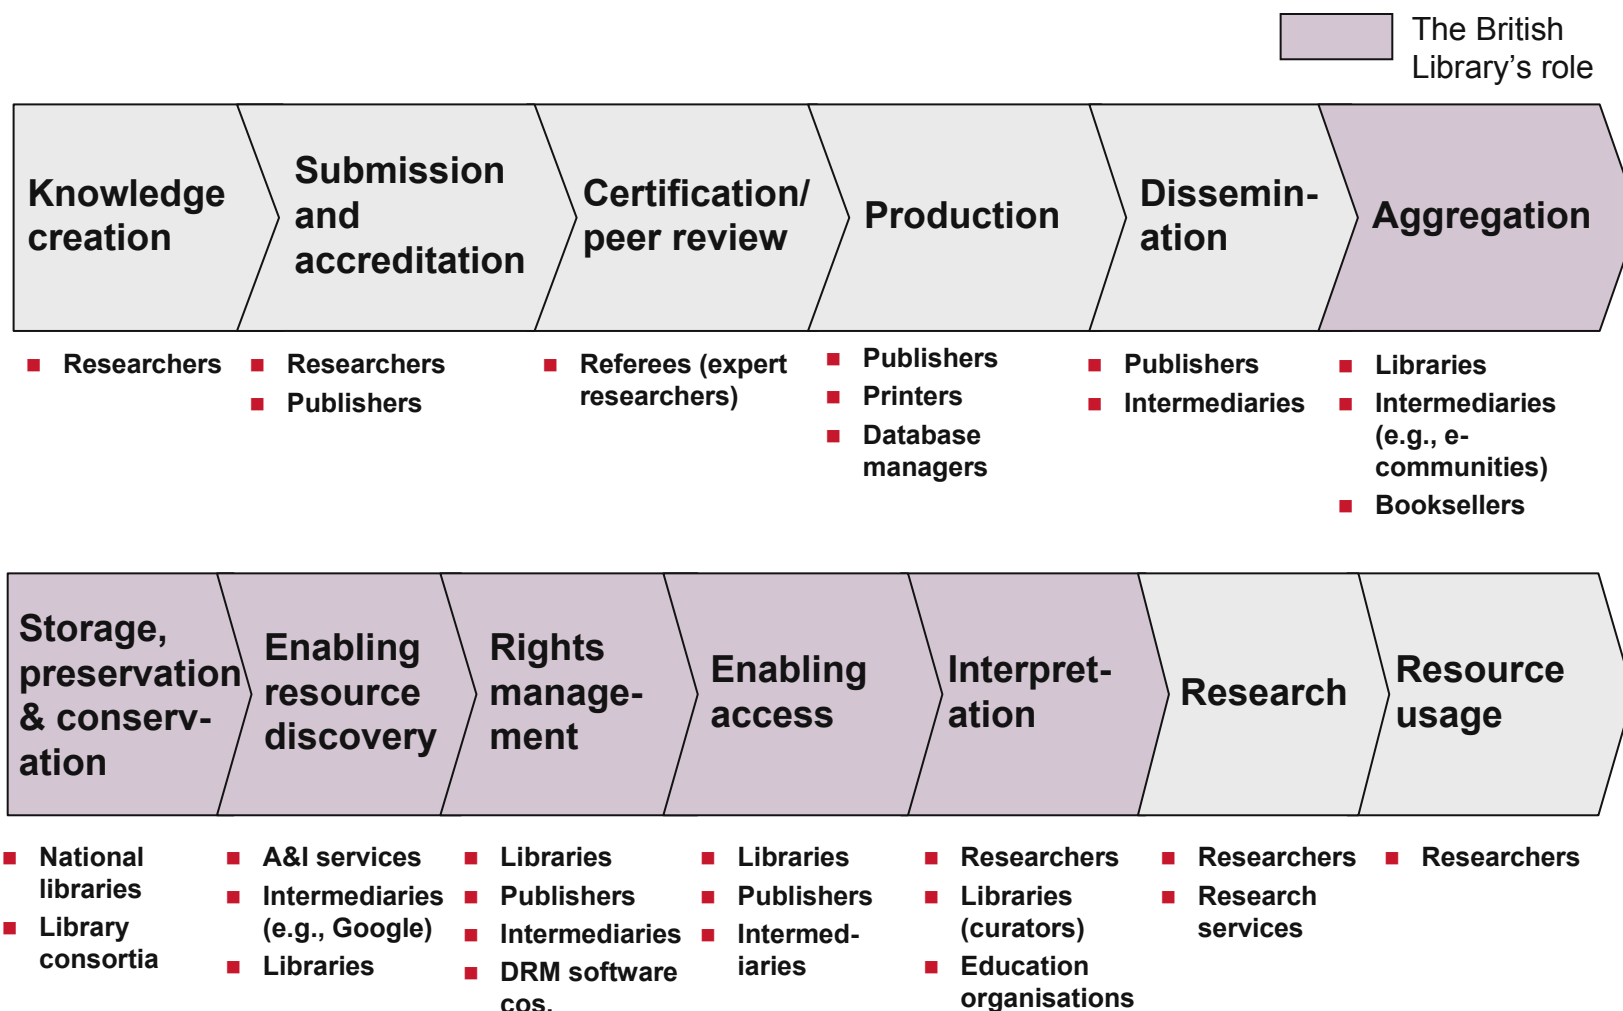 The British
Library's role
Knowledge
creation
Submission
and
accreditation
Certification/
peer review
Production
Dissemin-
ation
Aggregation
Researchers
Researchers
Publishers
Referees (expert
researchers)
Publishers
Printers
Database
managers
Publishers
Intermediaries
Libraries
Intermediaries
(e.g., e-
communities)
Booksellers
Storage,
preservation
& conserv-
ation
Enabling
resource
discovery
Rights
manage-
ment
Enabling
access
Interpret-
ation
Research
Resource
usage
National
libraries
Library
consortia
A&I services
Intermediaries
(e.g., Google)
Libraries
Libraries
Publishers
Intermediaries
DRM software
cos.
Libraries
Publishers
Intermed-
iaries
Researchers
Libraries
(curators)
Education
organisations
Researchers
Research
services
Researchers